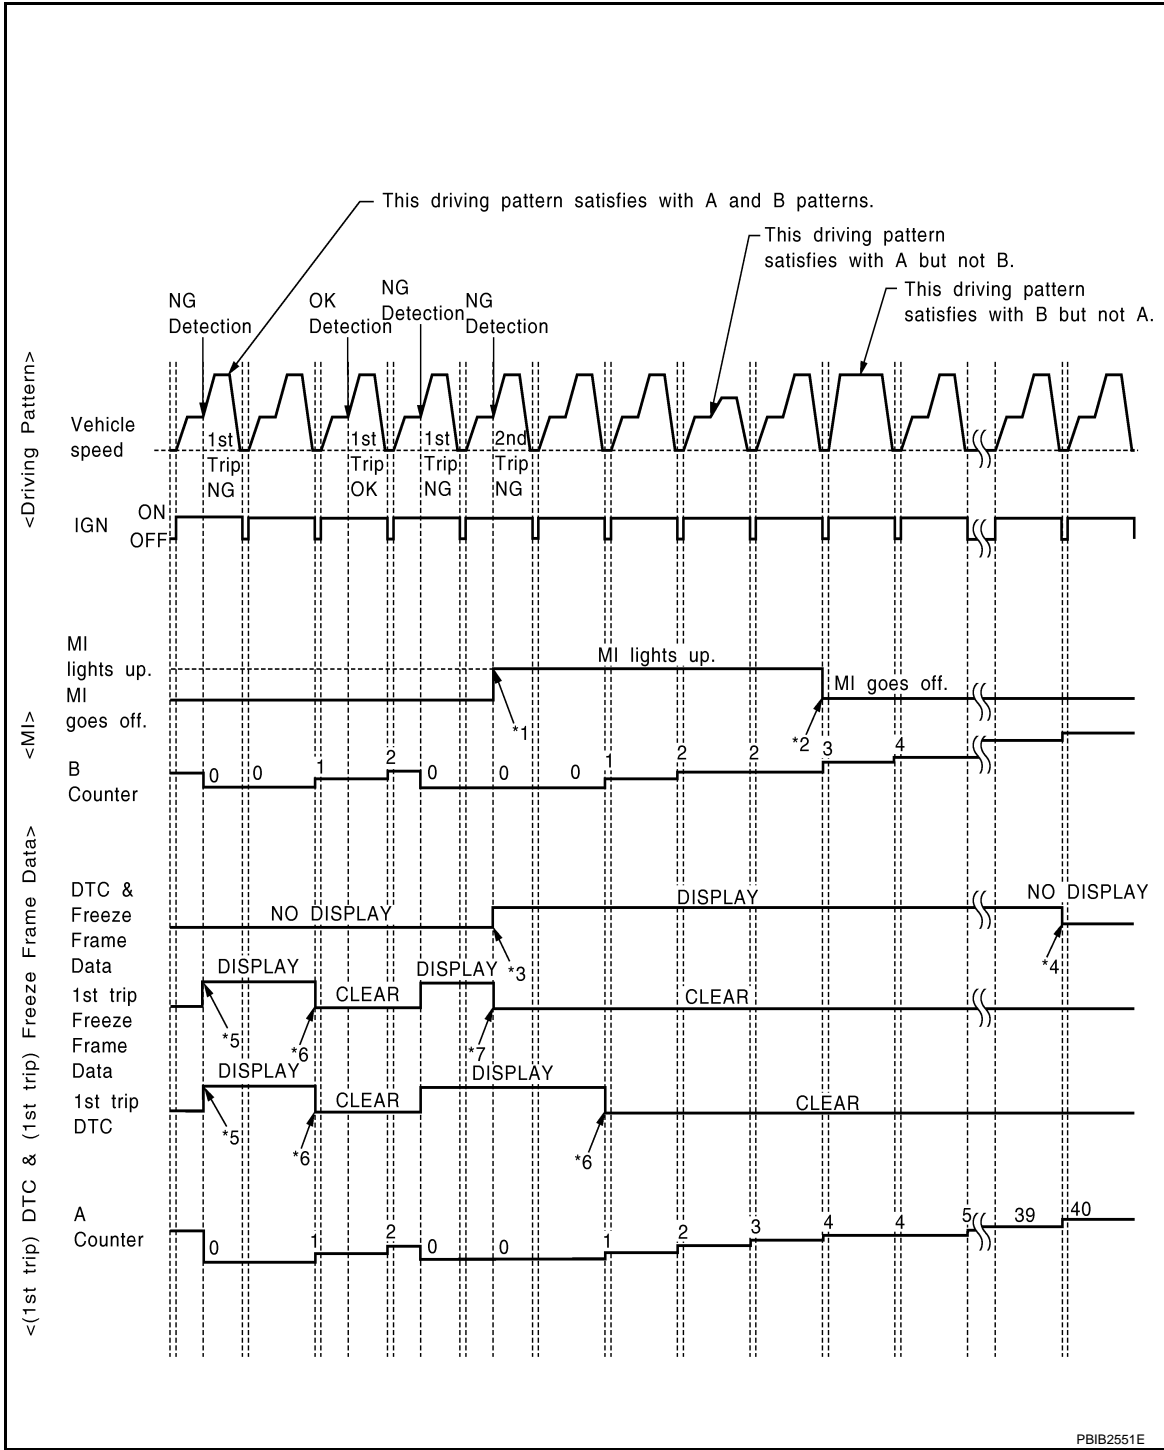 This driving pattern satisfies with A and B patterns.
This driving pattern
satisfies with A but not B.
This driving pattern
satisfies with B but not A.
NG
Detection
OK
Detection
NG
Detection
NG
Detection
<Driving Pattern>
Vehicle
speed
1st
Trip
NG
1st
Trip
OK
1st
Trip
NG
2nd
Trip
NG
IGN
ON
OFF
<MI>
MI
lights up.
MI
goes off.
MI lights up.
MI goes off.
*1
*2
B
Counter
0 0 1 2 0 0 0 1 2 2 3 4
<(1st trip) DTC & (1st trip) Freeze Frame Data>
DTC &
Freeze
Frame
Data
NO DISPLAY
DISPLAY
NO DISPLAY
*3
*4
1st trip
Freeze
Frame
Data
DISPLAY
CLEAR
DISPLAY
CLEAR
*5
*6
*7
1st trip
DTC
DISPLAY
CLEAR
DISPLAY
CLEAR
*5
*6
*6
A
Counter
0 1 2 0 0 1 2 3 4 4 5 39 40
PBIB2551E